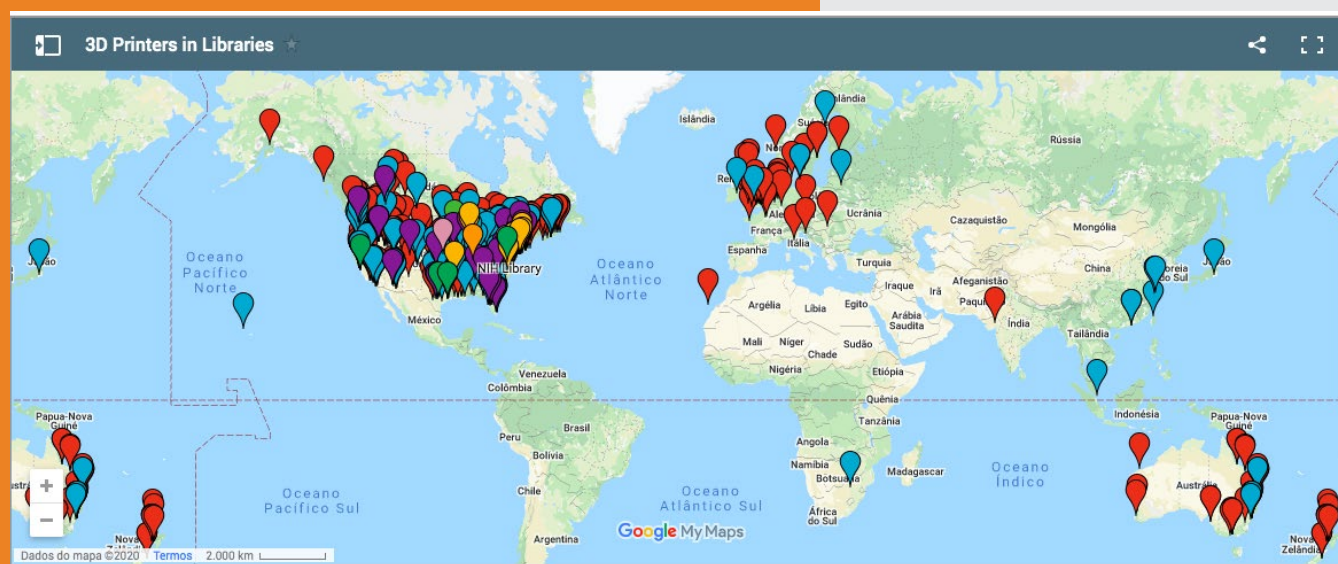 3D Printers in Libraries
Islândia
Rússia
Ucrânia
Cazaquistão
Mongólia
França
Itália
Espanha
Turquia
Oceano
Pacífico
Norte
NIH Library
Oceano
Atlântico
Norte
China
Iraque
Irã
Afeganistão
Argélia
Líbia
Egito
Arábia
Saudita
Índia
México
Tailândia
Mali
Níger
Sudão
Chade
Nigéria
Etiópia
Venezuela
Colômbia
Quênia
Tanzânia
Indonésia
Papua-Nova
Guiné
Papua-Nova
Guiné
Peru
Brasil
Bolívia
Angola
Namíbia
Madagascar
Oceano
Índico
Oceano
Pacífico Sul
Chile
Oceano
Atlântico Sul
África
do Sul
Argentina
Google My Maps
Nova
Nova
Zelândia
+
−
Dados do mapa ©2020 Termos 2.000 km